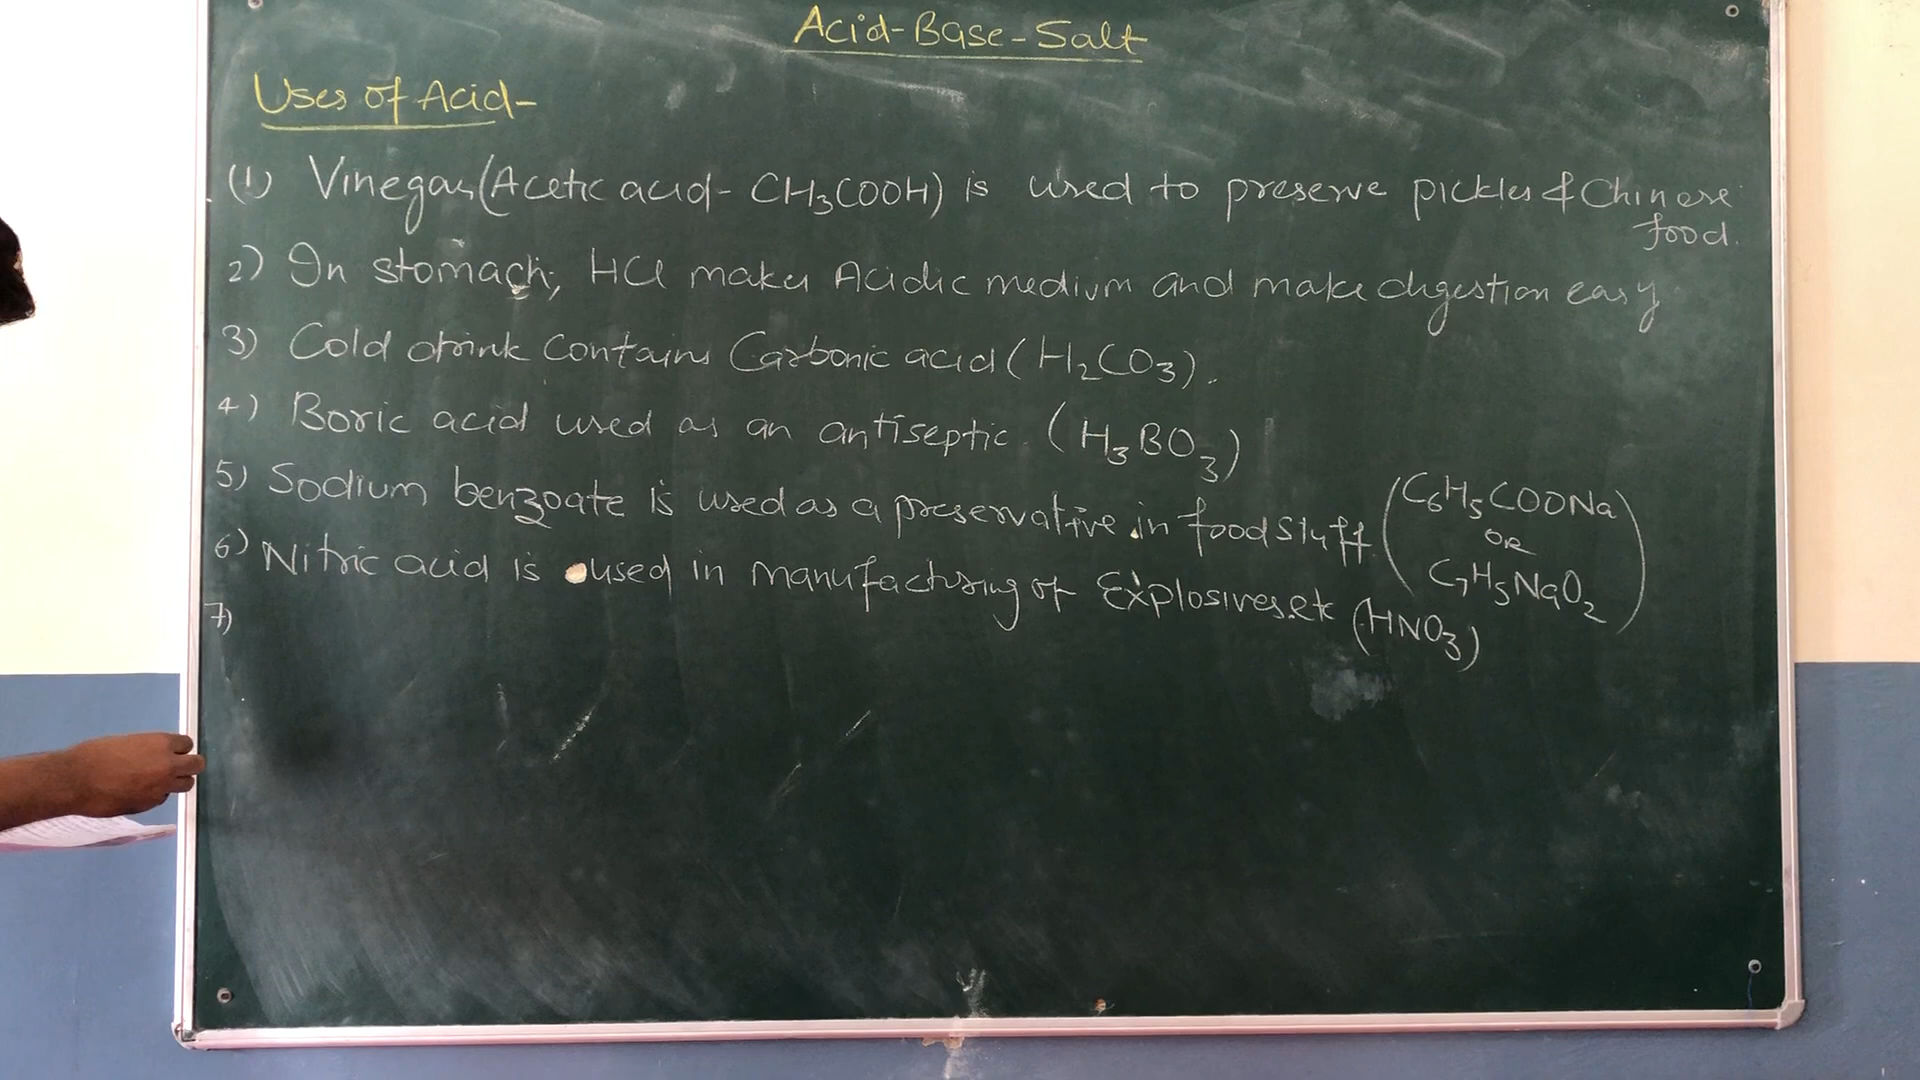 Acid-Base-Salt
Uses of Acid-
(1) Vinegar (Acetic acid- CH₃COOH) is used to preserve pickles & Chinese
food.
2) In stomach, HCl makes Acidic medium and make digestion easy
3) Cold drink contains Carbonic acid (H₂CO₃).
4) Boric acid used as an antiseptic. (H₃BO₃)
5) Sodium benzoate is used as a preservative in food stuff (C₆H₅COONa
OR
C₇H₅NaO₂)
6) Nitric acid is used in manufacturing of Explosives.etc (HNO₃)
7)